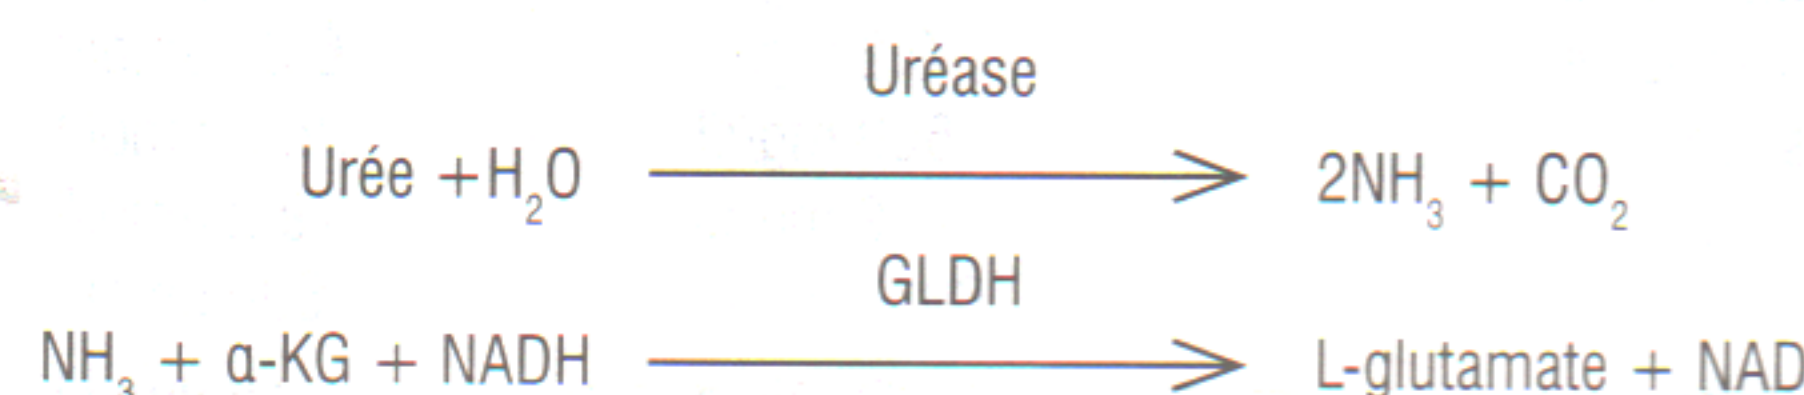 Uréase
Urée +H₂O → 2NH₃ + CO₂
GLDH
NH₃ + α-KG + NADH → L-glutamate + NAD